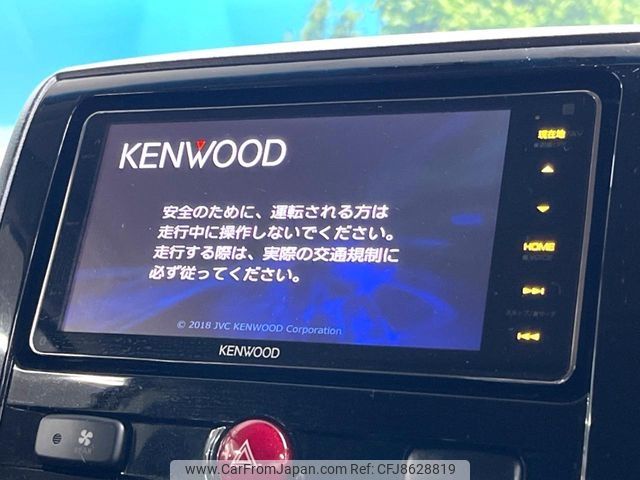 KENWOOD
安全のために、運転される方は
走行中に操作しないでください。
走行する際は、実際の交通規制に
必ず従ってください。
© 2018 JVC KENWOOD Corporation
KENWOOD
現在地
HOME
REAR
© CarFromJapan.com, CFJ 38628819